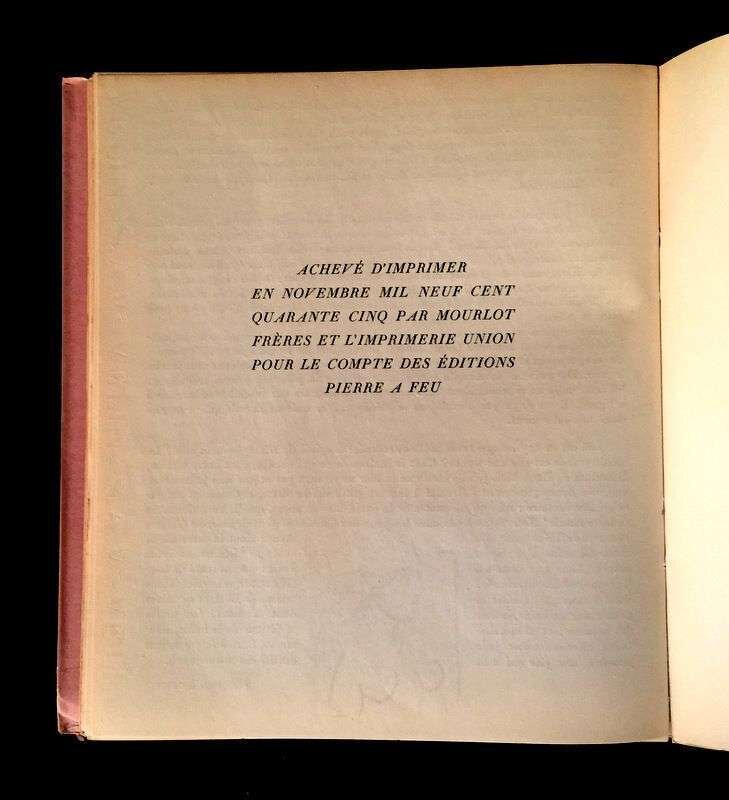 ACHEVÉ D'IMPRIMER
EN NOVEMBRE MIL NEUF CENT
QUARANTE CINQ PAR MOURLOT
FRÈRES ET L'IMPRIMERIE UNION
POUR LE COMPTE DES ÉDITIONS
PIERRE A FEU